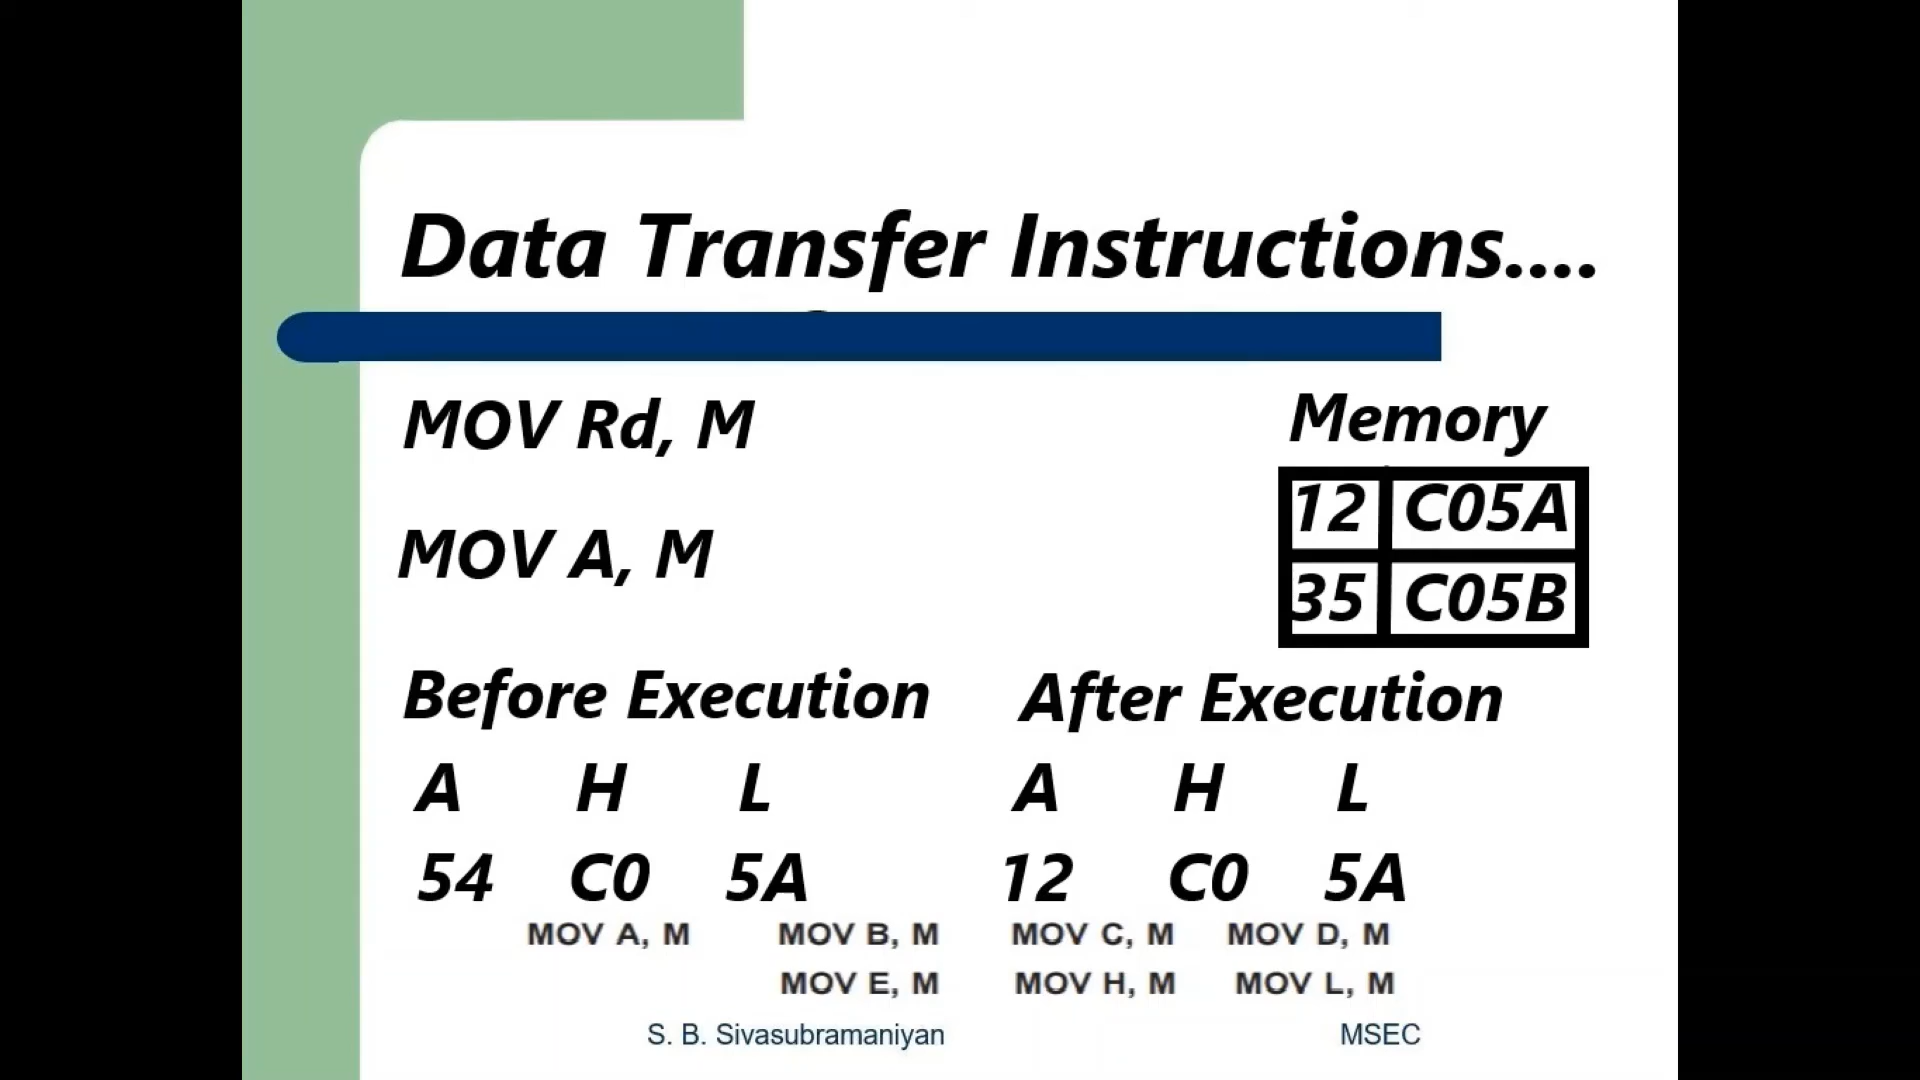 Data Transfer Instructions....
MOV Rd, M
Memory
12 C05A
35 C05B
MOV A, M
Before Execution After Execution
A H L A H L
54 C0 5A 12 C0 5A
MOV A, M MOV B, M MOV C, M MOV D, M
MOV E, M MOV H, M MOV L, M
S. B. Sivasubramaniyan MSEC